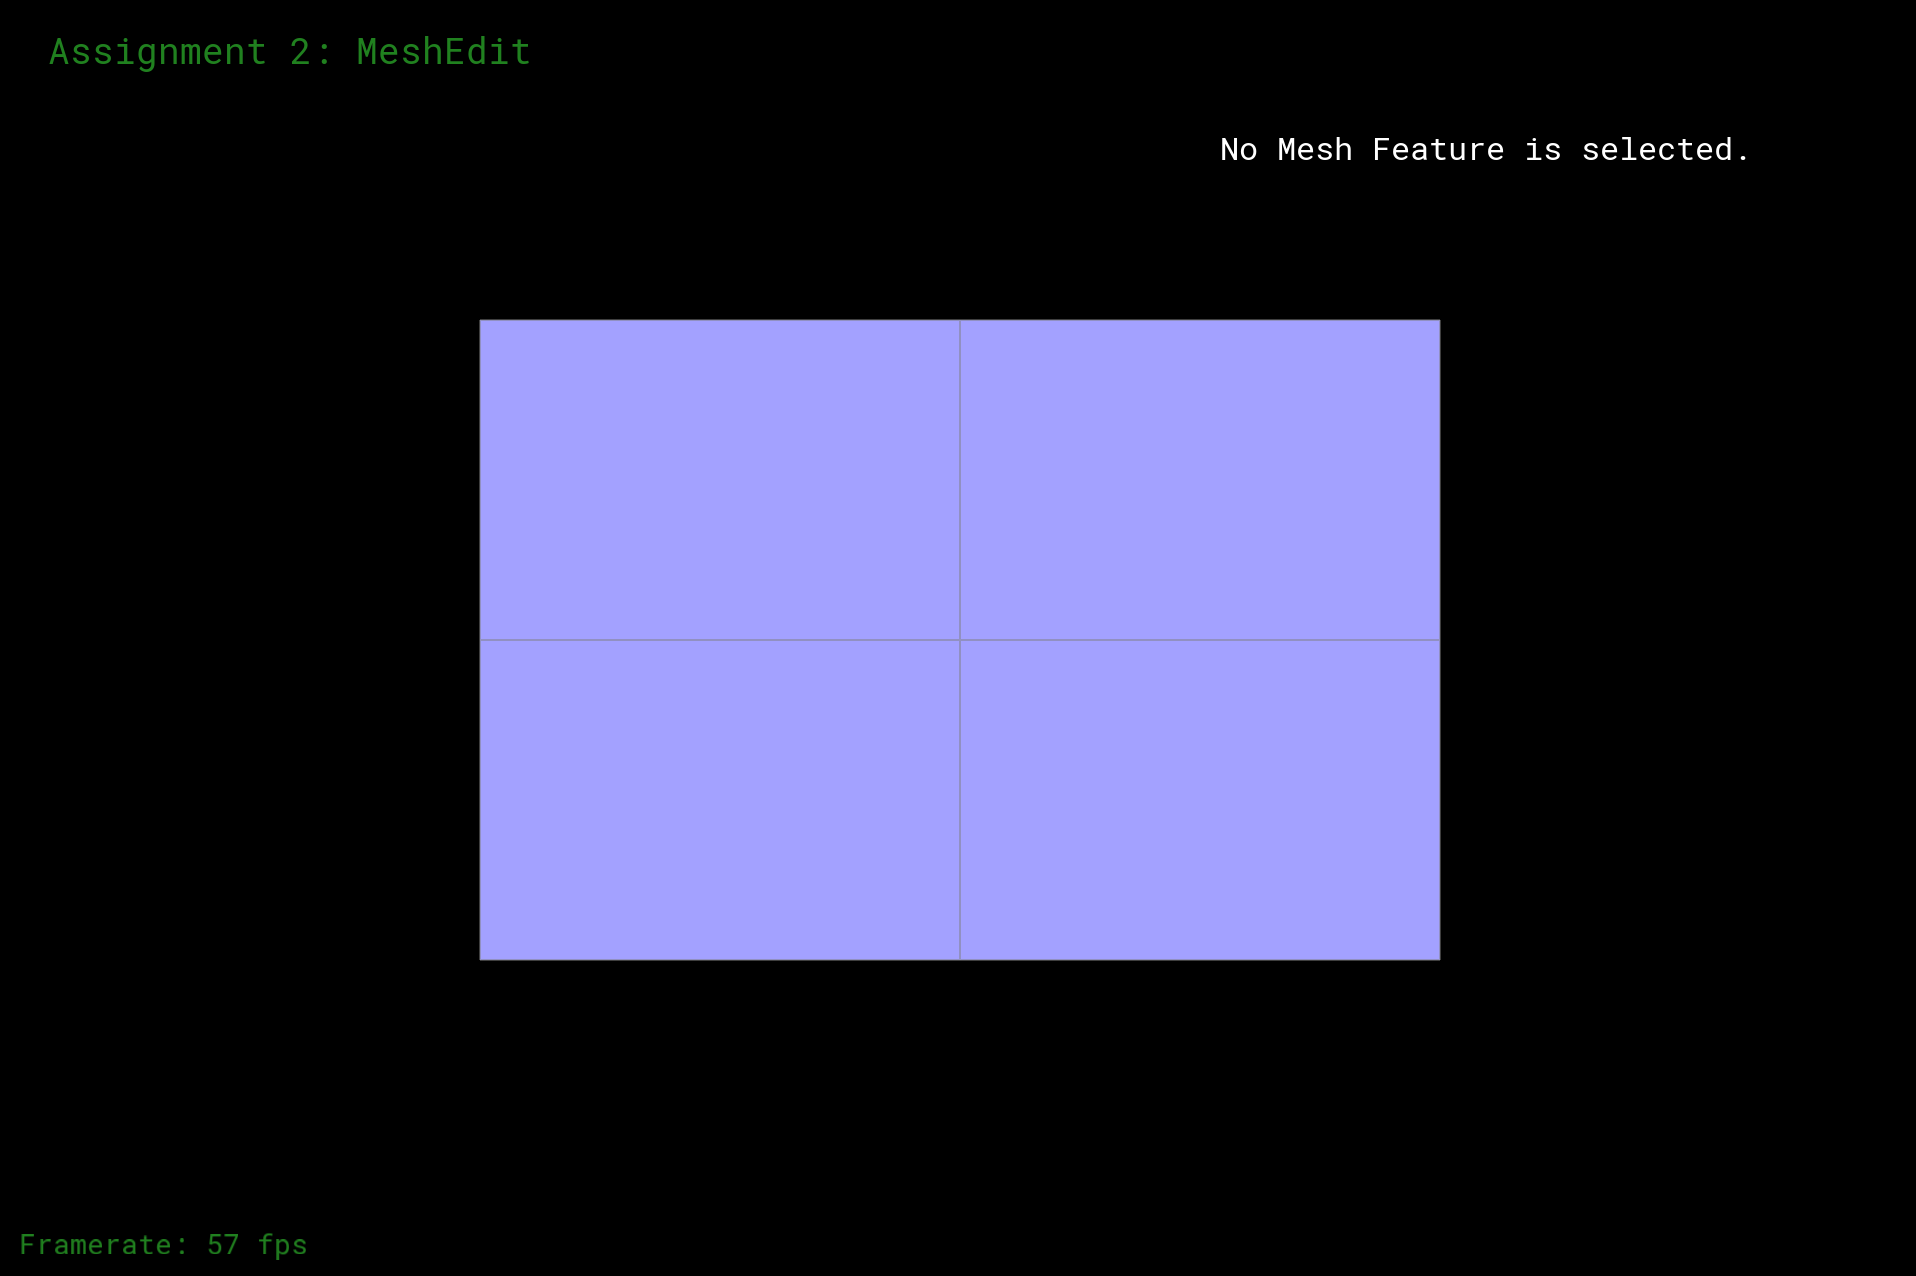 Assignment 2: MeshEdit
No Mesh Feature is selected.
Framerate: 57 fps